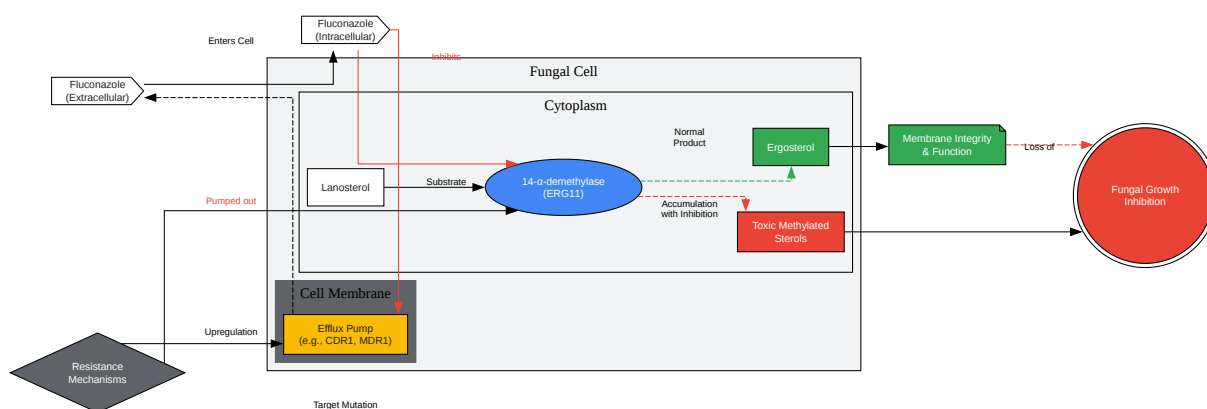 Fluconazole
(Intracellular)
Enters Cell
Inhibits
Fungal Cell
Fluconazole
(Extracellular)
Cytoplasm
Normal
Product
Ergosterol
Membrane Integrity
& Function
Loss of
Lanosterol
Substrate
14-α-demethylase
(ERG11)
Fungal Growth
Inhibition
Pumped out
Accumulation
with Inhibition
Toxic Methylated
Sterols
Cell Membrane
Upregulation
Efflux Pump
(e.g., CDR1, MDR1)
Resistance
Mechanisms
Target Mutation